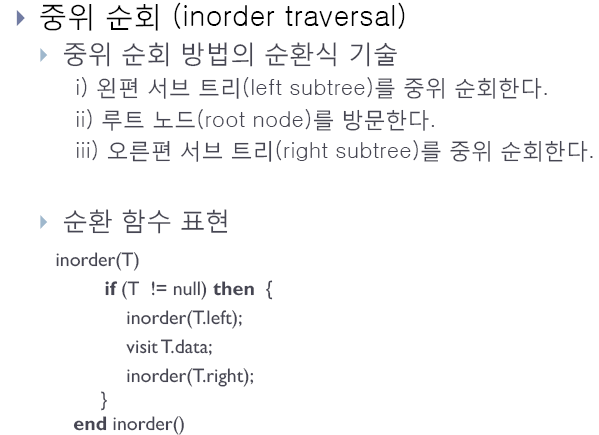 중위 순회 (inorder traversal)
중위 순회 방법의 순환식 기술
i) 왼편 서브 트리(left subtree)를 중위 순회한다.
ii) 루트 노드(root node)를 방문한다.
iii) 오른편 서브 트리(right subtree)를 중위 순회한다.
순환 함수 표현
inorder(T)
if (T != null) then {
inorder(T.left);
visit T.data;
inorder(T.right);
}
end inorder()